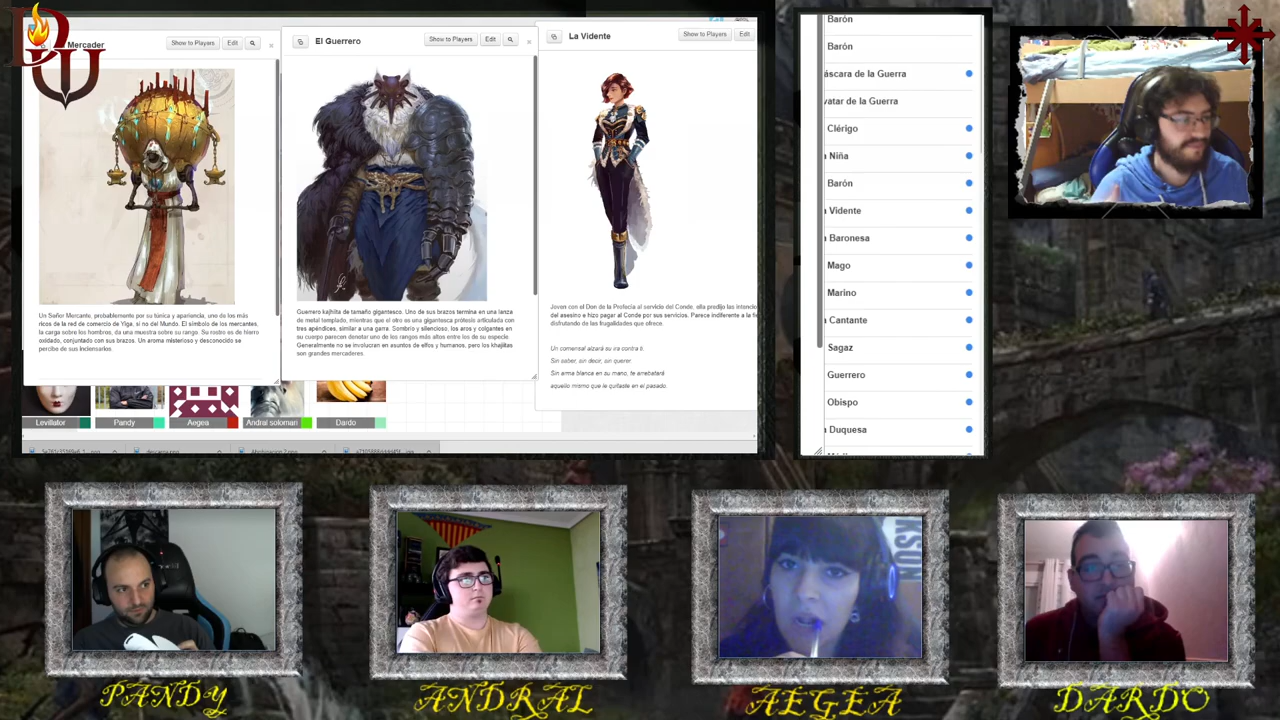 Mercader
Show to Players
Edit
Un Señor Mercante, probablemente por su túnica y apariencia, uno de los más
ricos de la red de comercio de Yiga, si no del Mundo. El símbolo de los mercantes,
la carga sobre los hombros, da una muestra sobre su rango. Su rostro es de hierro
oxidado, conjuntado con sus brazos. Un aroma misterioso y desconocido se
percibe de sus indensarios.
El Guerrero
Show to Players
Edit
Guerrero kajhita de tamaño gigantesco. Uno de sus brazos termina en una lanza
de metal templado, mientras que el otro es una gigantesca prótesis articulada con
tres apéndices, similar a una garra. Sombrío y silencioso, los aros y colgantes en
su cuerpo parecen denotar uno de los rangos más altos entre los de su especie
Generalmente no se involucran en asuntos de elfos y humanos, pero los khajiitas
son grandes mercaderes.
La Vidente
Show to Players
Edit
Joven con el Don de la Profecía al servicio del Conde, ella predijo las intencio
del asesino e hizo pagar al Conde por sus servicios. Parece indiferente a la fie
disfrutando de las frugalidades que ofrece.
Un comensal alzará su ira contra ti.
Sin saber, sin decir, sin querer.
Sin arma blanca en su mano, te arrebatará
aquello mismo que le quitaste en el pasado.
Barón
Barón
áscara de la Guerra
vatar de la Guerra
Clérigo
Niña
Barón
Vidente
Baronesa
Mago
Marino
Cantante
Sagaz
Guerrero
Obispo
Duquesa
Levillator
Pandy
Aegea
Andral soloman
Dardo
PANDY
ANDRAL
AEGEA
DARDO